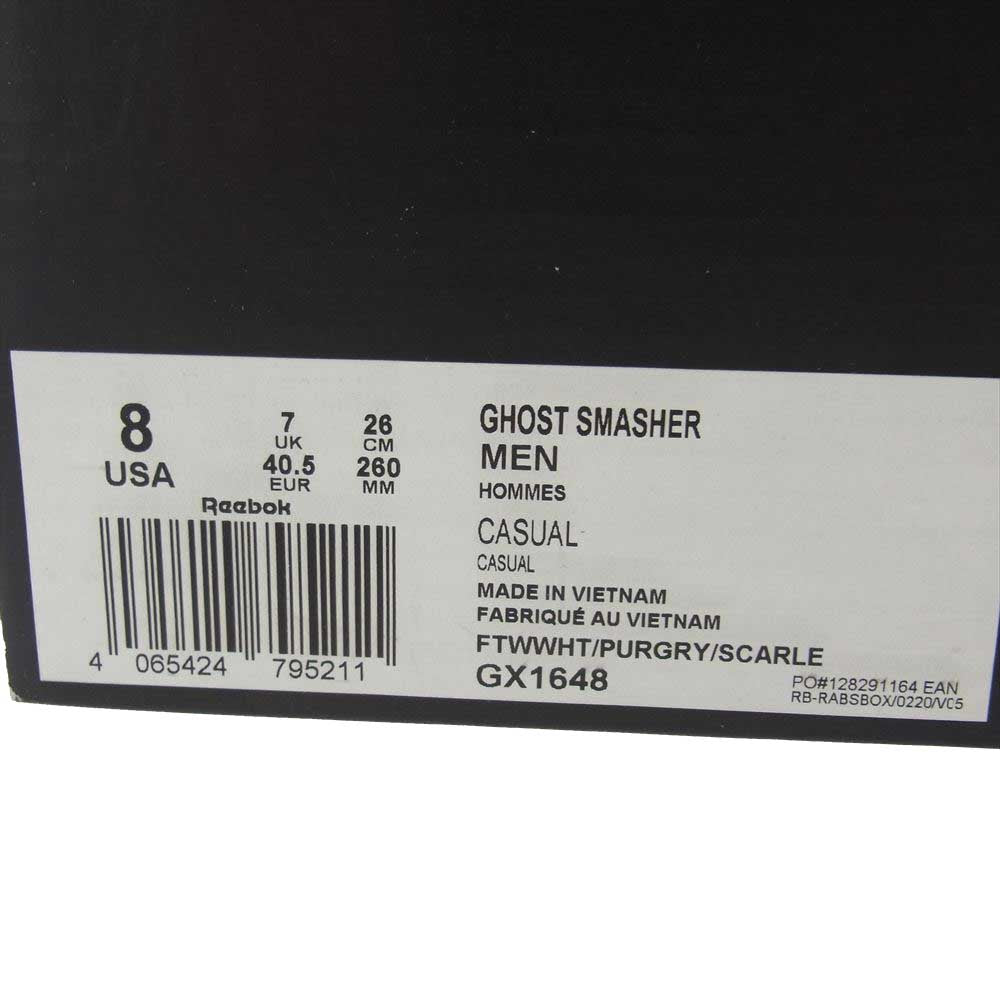 8
USA
7
UK
40.5
EUR
26
CM
260
MM
Reebok
4 065424 795211
GHOST SMASHER
MEN
HOMMES
CASUAL
CASUAL
MADE IN VIETNAM
FABRIQUÉ AU VIETNAM
FTWWHT/PURGRY/SCARLE
GX1648
PO#128291164 EAN
RB-RABSBOX/0220/V05